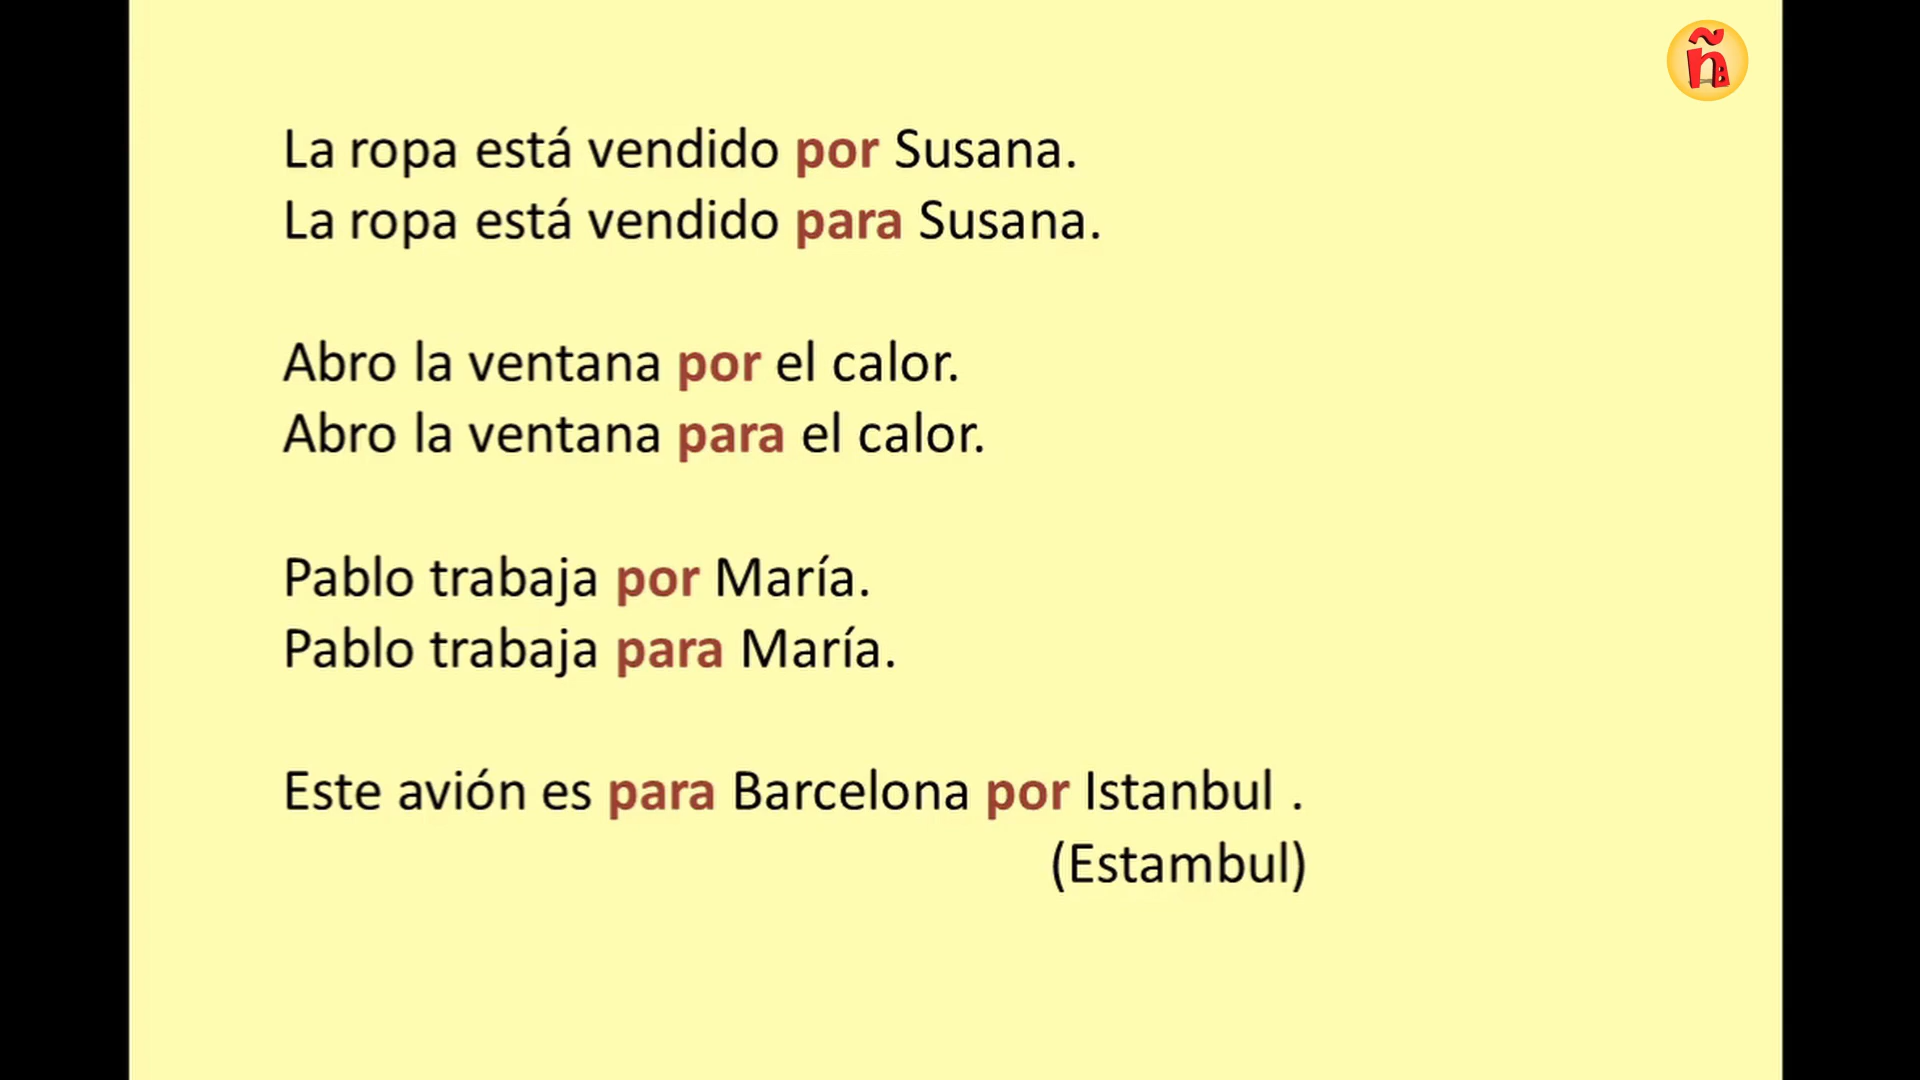 ñ
La ropa está vendido por Susana.
La ropa está vendido para Susana.
Abro la ventana por el calor.
Abro la ventana para el calor.
Pablo trabaja por María.
Pablo trabaja para María.
Este avión es para Barcelona por Istanbul .
(Estambul)